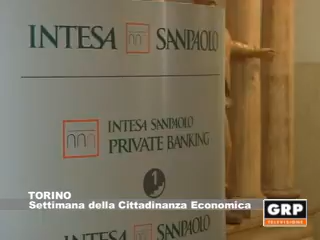 INTESA SANPAOLO
INTESA SANPAOLO
PRIVATE BANKING
1
INTESA SANPAOLO
TORINO
Settimana della Cittadinanza Economica
GRP
TELEVISIONE